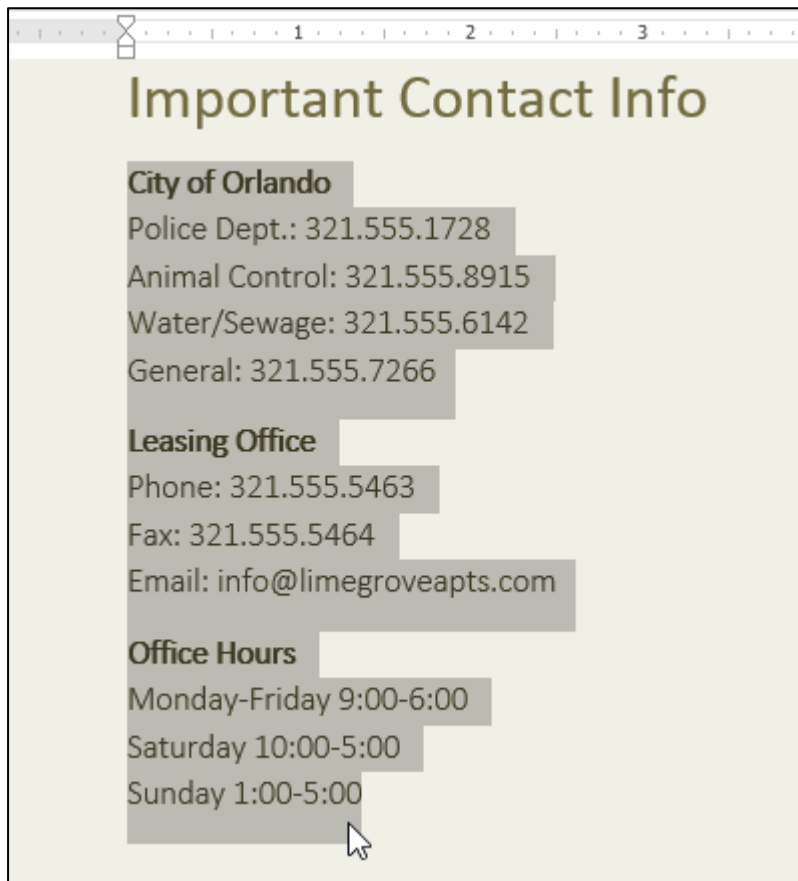 1 2 3
Important Contact Info
City of Orlando
Police Dept.: 321.555.1728
Animal Control: 321.555.8915
Water/Sewage: 321.555.6142
General: 321.555.7266
Leasing Office
Phone: 321.555.5463
Fax: 321.555.5464
Email: info@limegroveapts.com
Office Hours
Monday-Friday 9:00-6:00
Saturday 10:00-5:00
Sunday 1:00-5:00